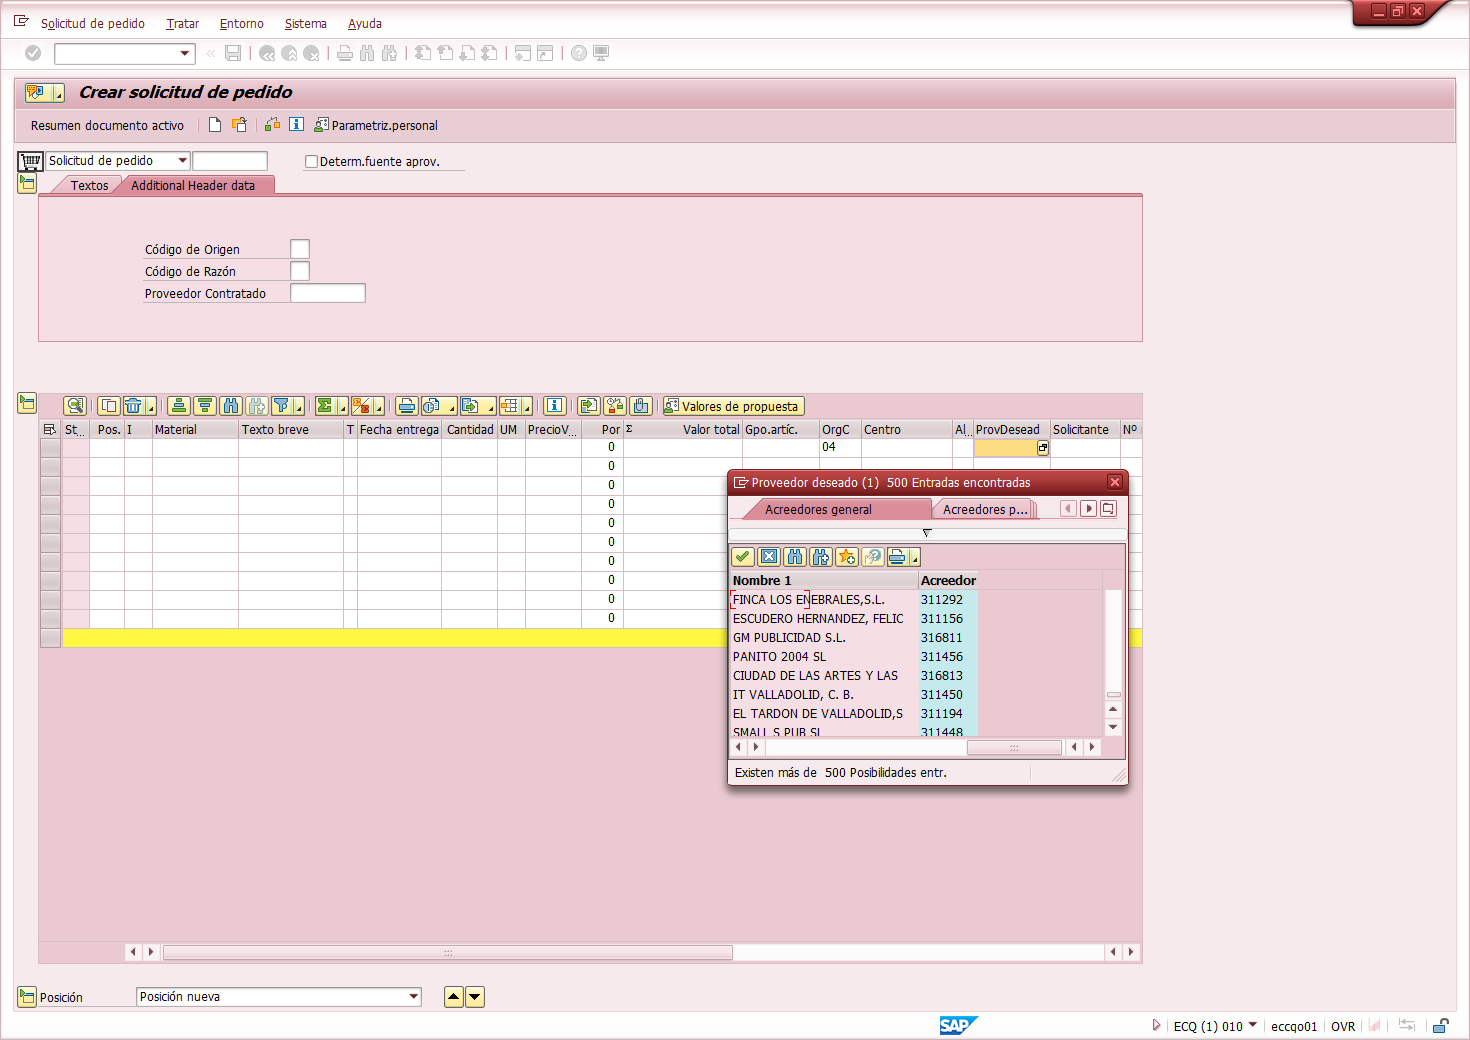 Solicitud de pedido Tratar Entorno Sistema Ayuda
Crear solicitud de pedido
Resumen documento activo Parametriz.personal
Solicitud de pedido Determ.fuente aprov.
Textos Additional Header data
Código de Origen
Código de Razón
Proveedor Contratado
Valores de propuesta
St... Pos. I Material Texto breve T Fecha entrega Cantidad UM PrecioV... Por Σ Valor total Gpo.artíc. OrgC Centro Al... ProvDesead Solicitante Nº
0 04
0
0
0
0
0
0
0
0
0
Proveedor deseado (1) 500 Entradas encontradas
Acreedores general Acreedores p...
Nombre 1 Acreedor
FINCA LOS ENEBRALES,S.L. 311292
ESCUDERO HERNANDEZ, FELIC 311156
GM PUBLICIDAD S.L. 316811
PANITO 2004 SL 311456
CIUDAD DE LAS ARTES Y LAS 316813
IT VALLADOLID, C. B. 311450
EL TARDON DE VALLADOLID,S 311194
SMALL S PUB SL 311448
Existen más de 500 Posibilidades entr.
Posición Posición nueva
SAP ECQ (1) 010 eccqo01 OVR